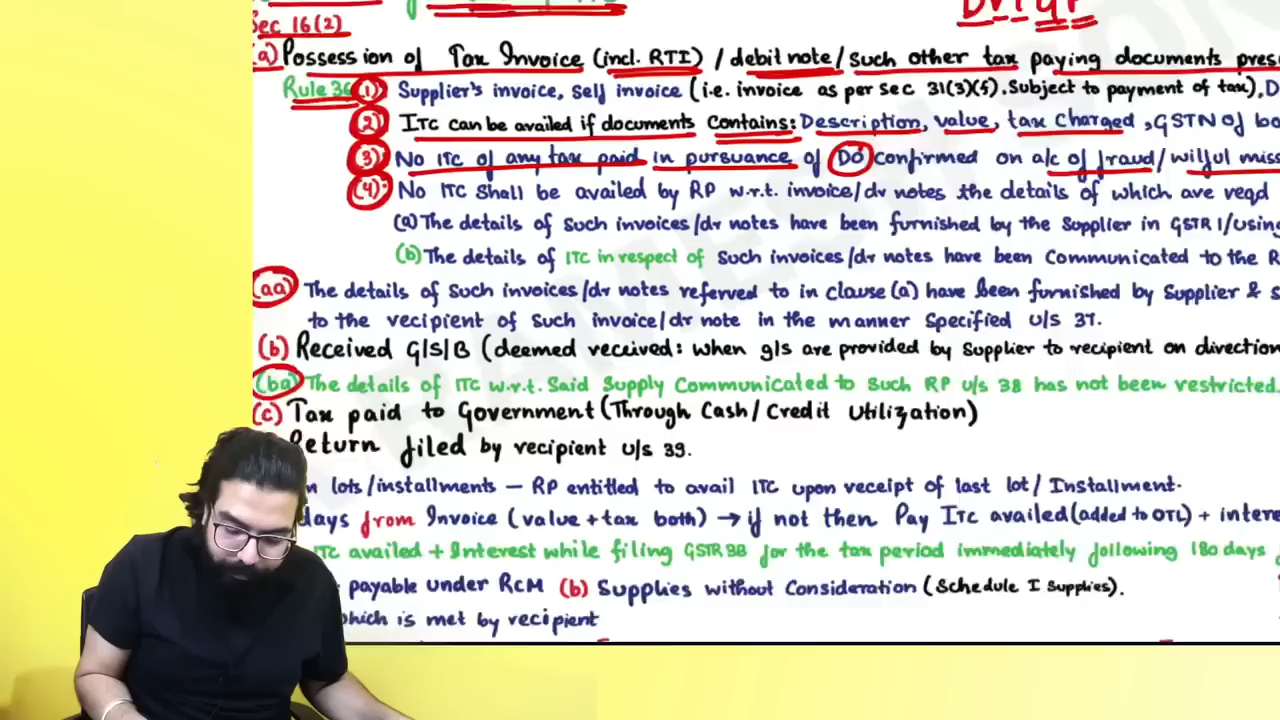 Sec 16(2)
(a) Possession of Tax Invoice (incl. RTI) / debit note / such other tax paying documents pres
Rule 36 (1) Supplier's invoice, self invoice (i.e. invoice as per sec 31(3)(f). Subject to payment of tax), D
(2) ITC can be availed if documents contains: Description, value, tax charged, GSTN of bo
(3) No ITC of any tax paid in pursuance of DO confirmed on a/c of fraud/wilful miss
(4) No ITC shall be availed by RP w.r.t. invoice/dr notes the details of which are reqd
(a) The details of such invoices/dr notes have been furnished by the Supplier in GSTR 1/using
(b) The details of ITC in respect of such invoices/dr notes have been Communicated to the R
(aa) The details of such invoices/dr notes referred to in clause (a) have been furnished by Supplier & s
to the recipient of such invoice/dr note in the manner specified u/s 37.
(b) Received G/S/B (deemed received: when g/s are provided by Supplier to recipient on direction
(ba) The details of ITC w.r.t. said supply Communicated to such RP u/s 38 has not been restricted.
(c) Tax paid to Government (Through Cash/Credit utilization)
Return filed by recipient u/s 39.
n lots/installments – RP entitled to avail ITC upon receipt of last lot/Installment.
days from Invoice (value + tax both) → if not then Pay ITC availed (added to OTL) + intere
ITC availed + Interest while filing GSTR 3B for the tax period immediately following 180 days
payable under RCM (b) Supplies without Consideration (Schedule I Supplies).
which is met by recipient